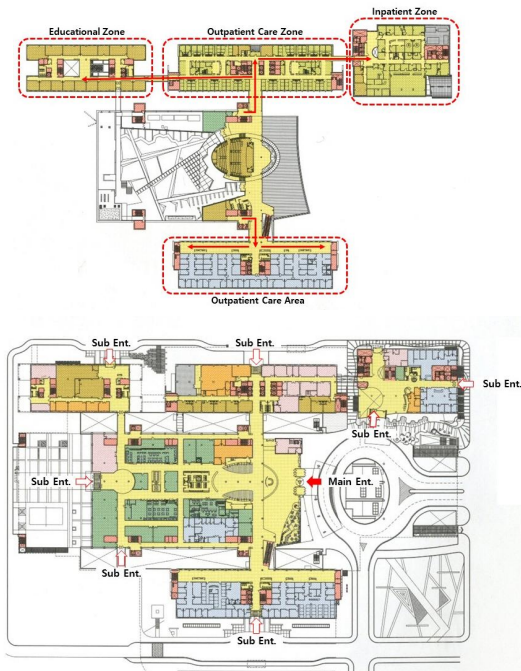 Inpatient Zone
Educational Zone
Outpatient Care Zone
Outpatient Care Area
Sub Ent.
Sub Ent.
Sub Ent.
Sub Ent.
Sub Ent.
Main Ent.
Sub Ent.
Sub Ent.